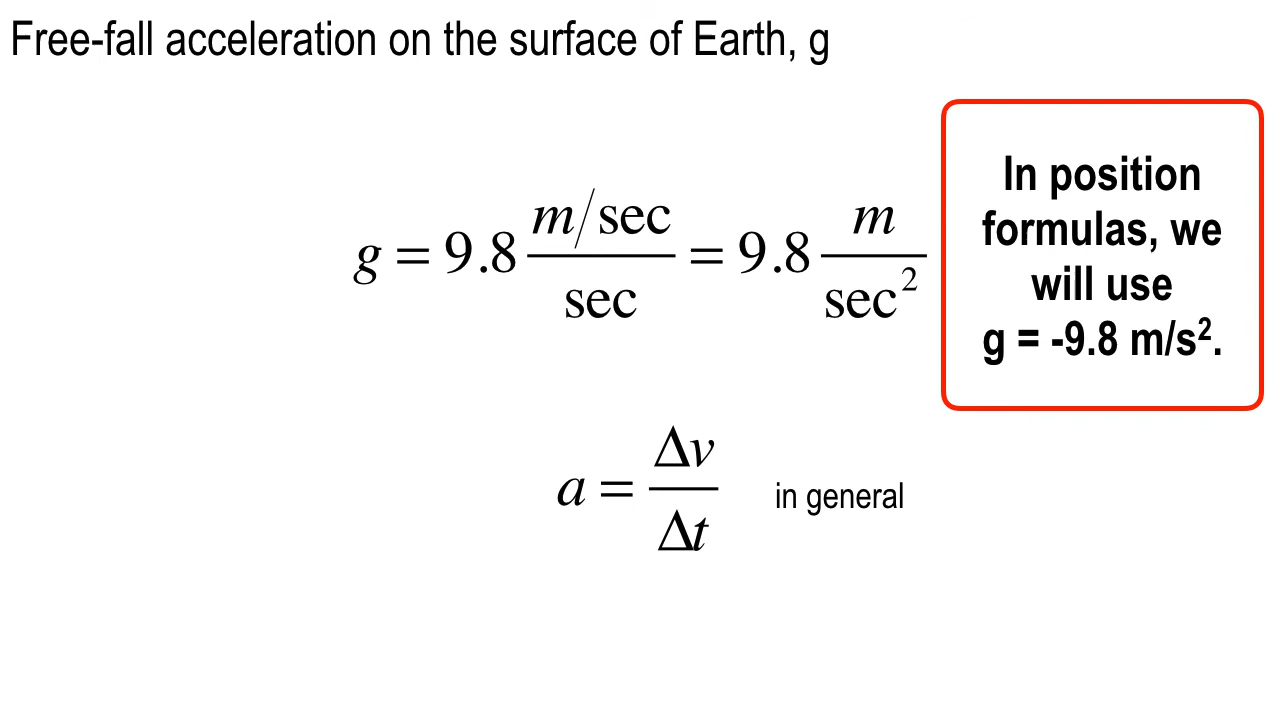 Free-fall acceleration on the surface of Earth, g
g = 9.8 m/sec / sec = 9.8 m / sec²
In position
formulas, we
will use
g = -9.8 m/s².
a = Δv / Δt in general